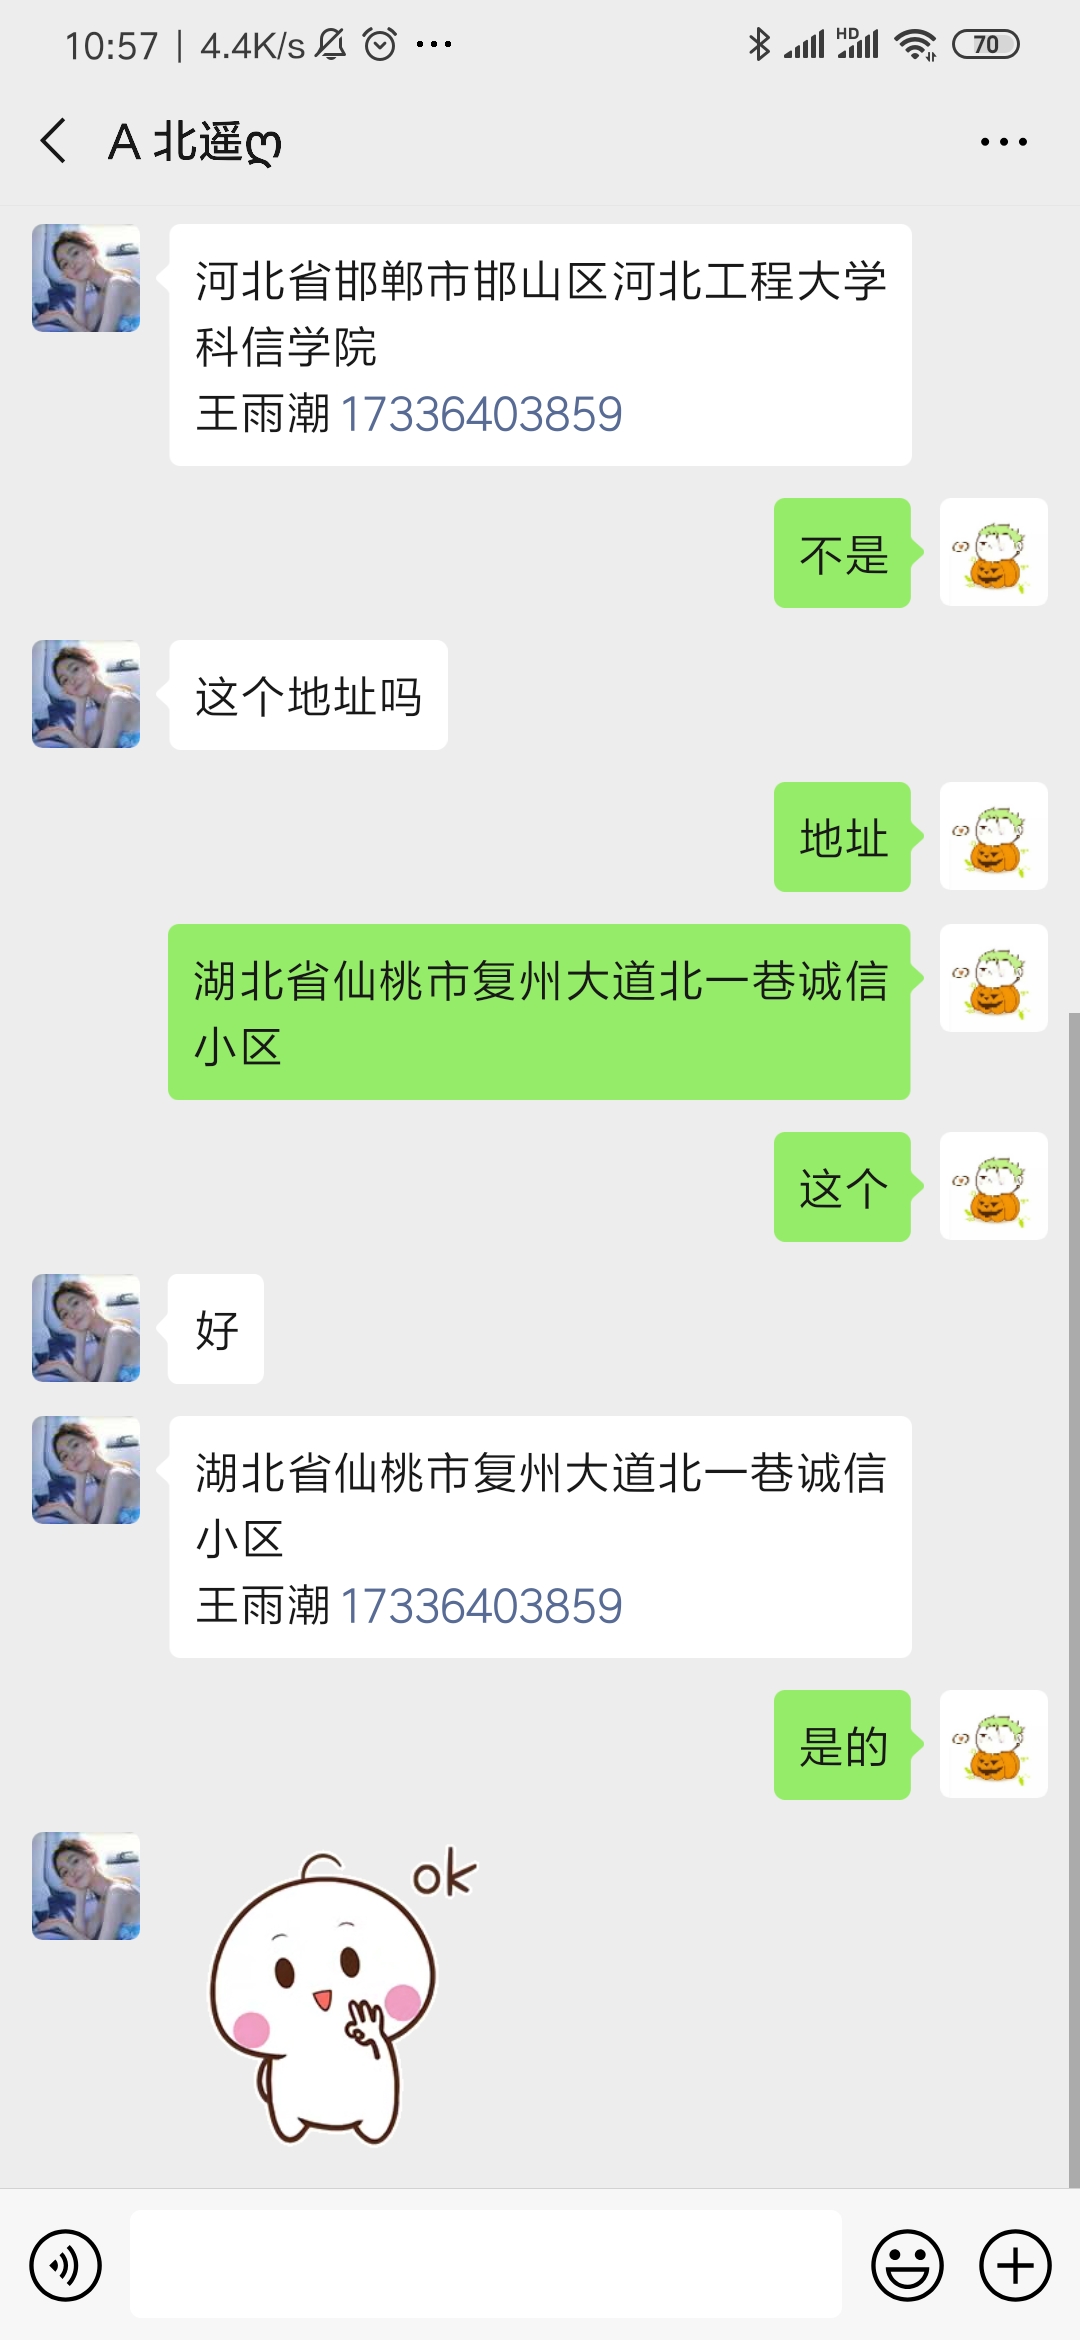 10:57 | 4.4K/s
HD
70
A 北遥ღ
河北省邯郸市邯山区河北工程大学
科信学院
王雨潮 17336403859
不是
这个地址吗
地址
湖北省仙桃市复州大道北一巷诚信
小区
这个
好
湖北省仙桃市复州大道北一巷诚信
小区
王雨潮 17336403859
是的
ok